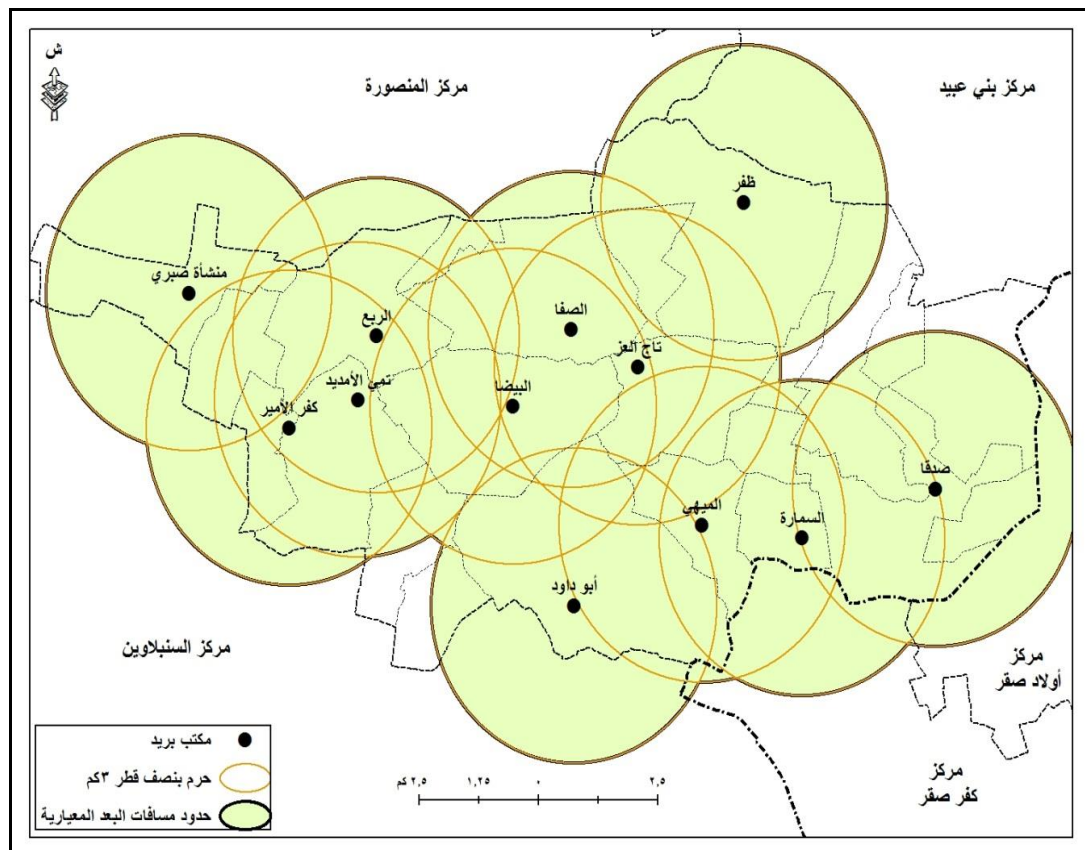 ش
مركز المنصورة
مركز بني عبيد
ظفر
منشأة صبري
الربع
الصفا
تاج العز
تمي الأمديد
البيضا
كفر الأمير
صدقا
الميهي
السمارة
أبو داود
مركز السنبلاوين
مركز
أولاد صقر
مركز
كفر صقر
مكتب بريد
حرم بنصف قطر ٣كم
حدود مسافات البعد المعيارية
٢,٥ ٠ ١,٢٥ ٢,٥ كم